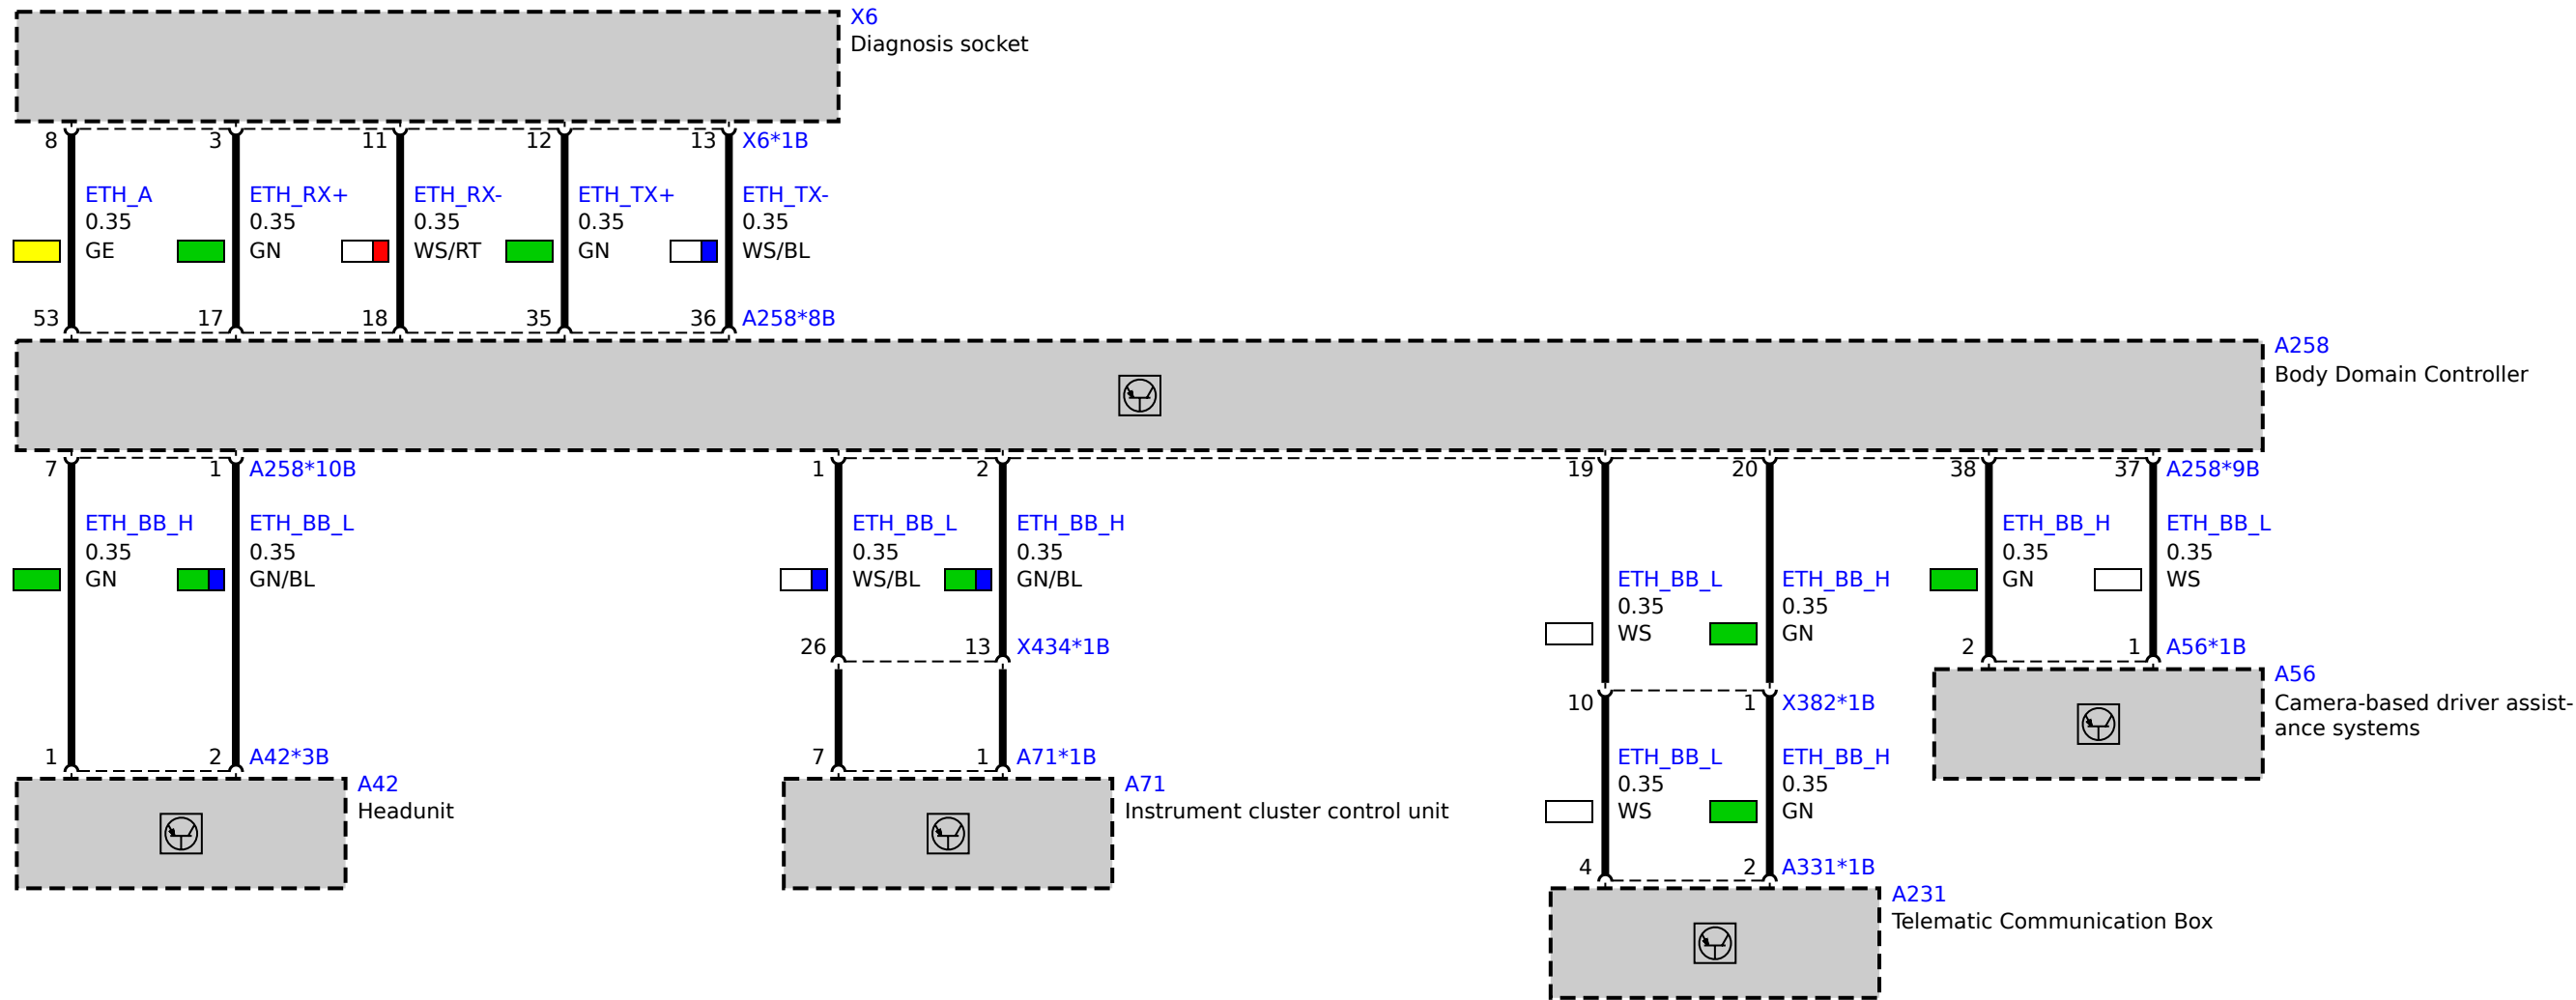 X6
Diagnosis socket
8 3 11 12 13 X6*1B
ETH_A ETH_RX+ ETH_RX- ETH_TX+ ETH_TX-
0.35 0.35 0.35 0.35 0.35
GE GN WS/RT GN WS/BL
53 17 18 35 36 A258*8B
A258
Body Domain Controller
7 1 A258*10B 1 2 19 20 38 37 A258*9B
ETH_BB_H ETH_BB_L ETH_BB_L ETH_BB_H ETH_BB_H ETH_BB_L
0.35 0.35 0.35 0.35 0.35 0.35
GN GN/BL WS/BL GN/BL ETH_BB_L ETH_BB_H GN WS
0.35 0.35
WS GN
26 13 X434*1B 2 1 A56*1B
A56
Camera-based driver assist-
ance systems
10 1 X382*1B
1 2 A42*3B 7 1 A71*1B ETH_BB_L ETH_BB_H
A42 A71 0.35 0.35
Headunit Instrument cluster control unit WS GN
4 2 A331*1B
A231
Telematic Communication Box